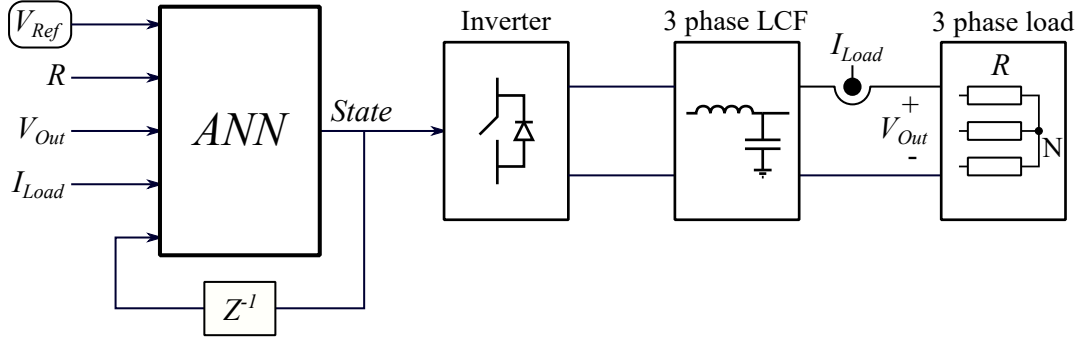 V_Ref
R
V_Out
I_Load
ANN
State
Z^-1
Inverter
3 phase LCF
I_Load
+
V_Out
-
3 phase load
R
N